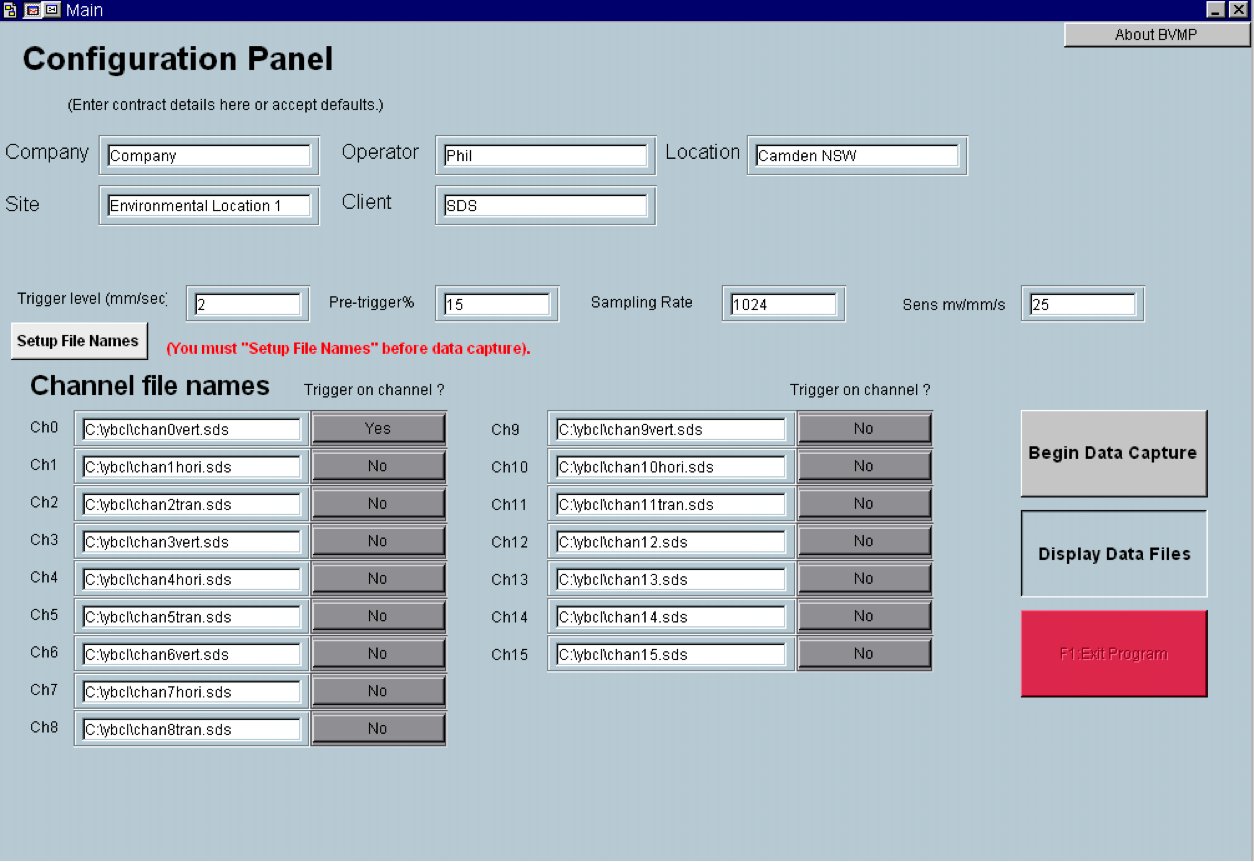 Main
About BVMP
Configuration Panel
(Enter contract details here or accept defaults.)
Company Company Operator Phil Location Camden NSW
Site Environmental Location 1 Client SDS
Trigger level (mm/sec) 2 Pre-trigger% 15 Sampling Rate 1024 Sens mv/mm/s 25
Setup File Names (You must "Setup File Names" before data capture).
Channel file names Trigger on channel ? Trigger on channel ?
Ch0 C:\ybcl\chan0vert.sds Yes Ch9 C:\ybcl\chan9vert.sds No
Ch1 C:\ybcl\chan1hori.sds No Ch10 C:\ybcl\chan10hori.sds No
Ch2 C:\ybcl\chan2tran.sds No Ch11 C:\ybcl\chan11tran.sds No
Ch3 C:\ybcl\chan3vert.sds No Ch12 C:\ybcl\chan12.sds No
Ch4 C:\ybcl\chan4hori.sds No Ch13 C:\ybcl\chan13.sds No
Ch5 C:\ybcl\chan5tran.sds No Ch14 C:\ybcl\chan14.sds No
Ch6 C:\ybcl\chan6vert.sds No Ch15 C:\ybcl\chan15.sds No
Ch7 C:\ybcl\chan7hori.sds No
Ch8 C:\ybcl\chan8tran.sds No
Begin Data Capture
Display Data Files
F1:Exit Program